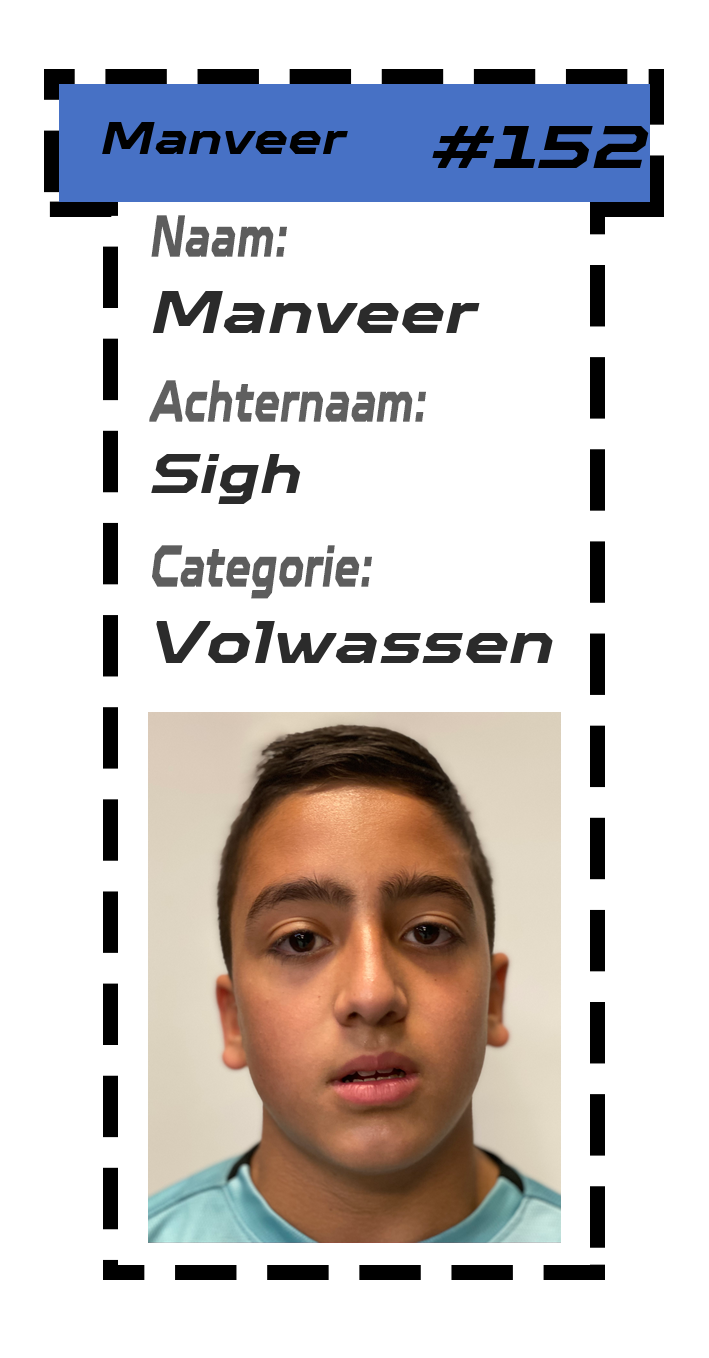 Manveer #152
Naam:
Manveer
Achternaam:
Sigh
Categorie:
Volwassen